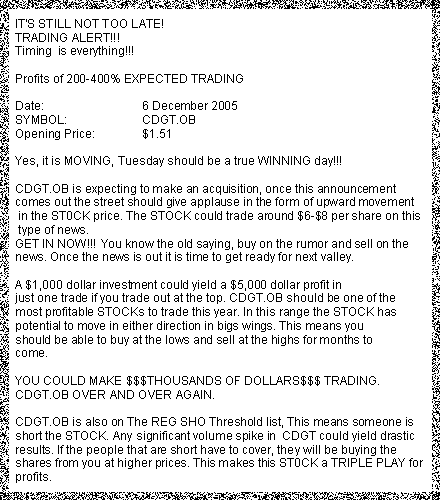 IT'S STILL NOT TOO LATE!
TRADING ALERT!!!
Timing is everything!!!
Profits of 200-400% EXPECTED TRADING
Date: 6 December 2005
SYMBOL: CDGT.OB
Opening Price: $1.51
Yes, it is MOVING, Tuesday should be a true WINNING day!!!
CDGT.OB is expecting to make an acquisition, once this announcement
comes out the street should give applause in the form of upward movement
in the ST0CK price. The STOCK could trade around $6-$8 per share on this
type of news.
GET IN NOW!!! You know the old saying, buy on the rumor and sell on the
news. Once the news is out it is time to get ready for next valley.
A $1,000 dollar investment could yield a $5,000 dollar profit in
just one trade if you trade out at the top. CDGT.OB should be one of the
most profitable STOCKs to trade this year. In this range the STOCK has
potential to move in either direction in bigs wings. This means you
should be able to buy at the lows and sell at the highs for months to
come.
YOU COULD MAKE $$$THOUSANDS OF DOLLARS$$$ TRADING.
CDGT.OB OVER AND OVER AGAIN.
CDGT.OB is also on The REG SHO Threshold list, This means someone is
short the STOCK. Any significant volume spike in CDGT could yield drastic
results. If the people that are short have to cover, they will be buying the
shares from you at higher prices. This makes this ST0CK a TRIPLE PLAY for
profits.